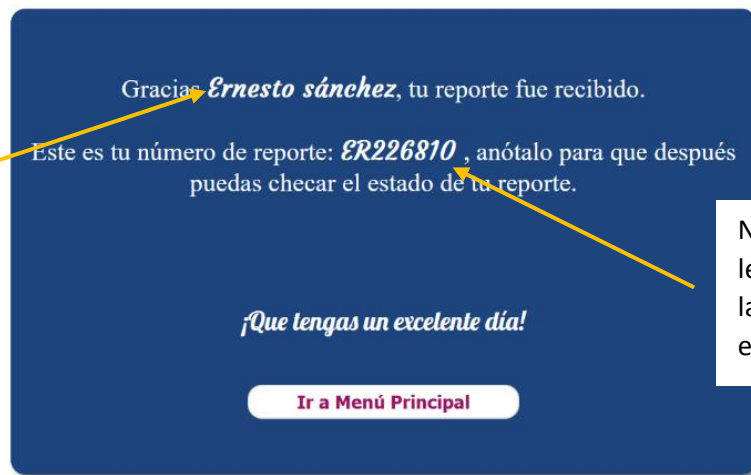 Gracias Ernesto sánchez, tu reporte fue recibido.
Este es tu número de reporte: ER226810 , anótalo para que después
puedas checar el estado de tu reporte.
¡Que tengas un excelente día!
Ir a Menú Principal